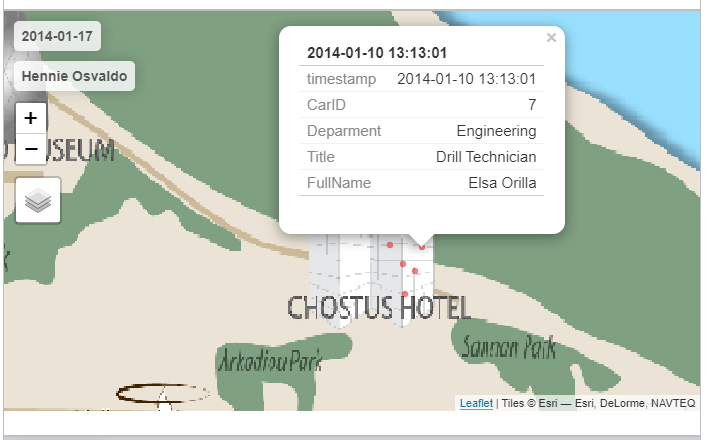 2014-01-17
Hennie Osvaldo
+
−
×
2014-01-10 13:13:01
timestamp 2014-01-10 13:13:01
CarID 7
Deparment Engineering
Title Drill Technician
FullName Elsa Orilla
USEUM
k
CHOSTUS HOTEL
Arkadiou Park
Sannan Park
Leaflet | Tiles © Esri — Esri, DeLorme, NAVTEQ